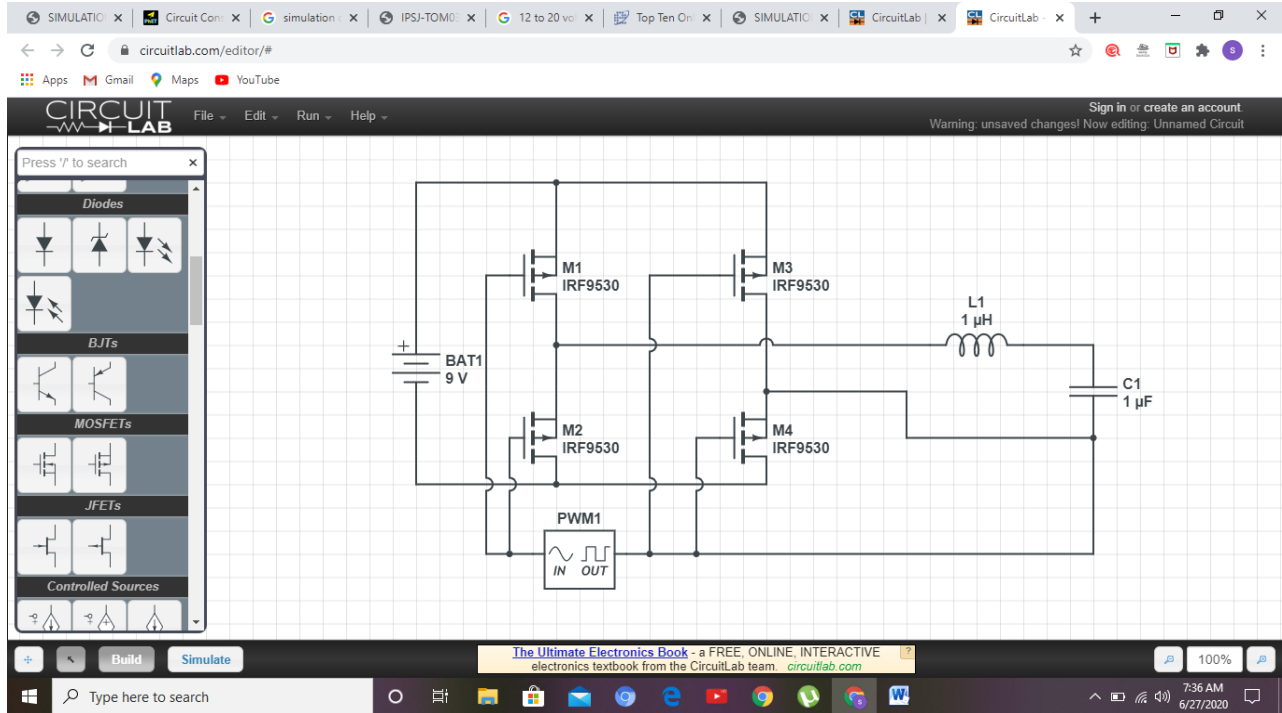 SIMULATIO
Circuit Con
simulation
IPSJ-TOM0
12 to 20 vo
Top Ten On
SIMULATIO
CircuitLab |
CircuitLab -
circuitlab.com/editor/#
Apps
Gmail
Maps
YouTube
CIRCUIT
LAB
File
Edit
Run
Help
Sign in or create an account.
Warning: unsaved changes! Now editing: Unnamed Circuit
Press '/' to search
Diodes
BJTs
MOSFETs
JFETs
Controlled Sources
M1
IRF9530
M3
IRF9530
L1
1 µH
+
BAT1
9 V
C1
1 µF
M2
IRF9530
M4
IRF9530
PWM1
IN OUT
Build
Simulate
The Ultimate Electronics Book - a FREE, ONLINE, INTERACTIVE
electronics textbook from the CircuitLab team. circuitlab.com
?
100%
Type here to search
7:36 AM
6/27/2020